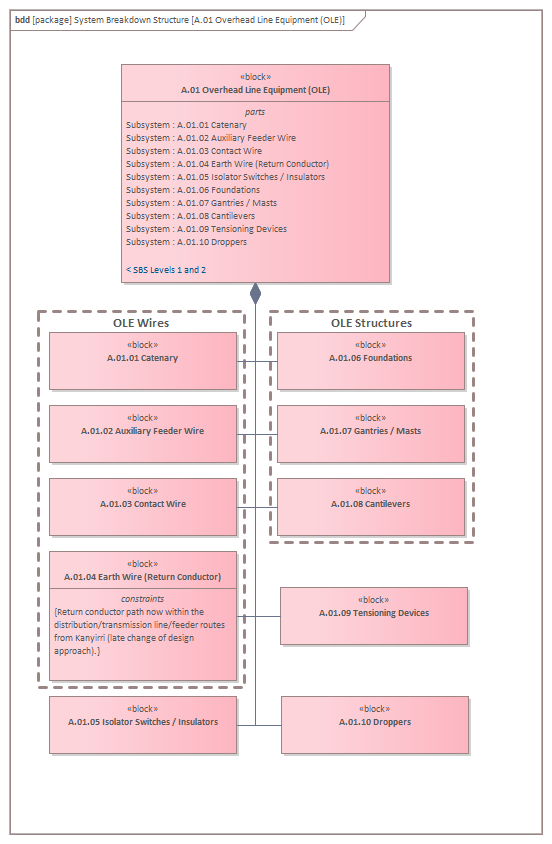 bdd [package] System Breakdown Structure [A.01 Overhead Line Equipment (OLE)]
«block»
A.01 Overhead Line Equipment (OLE)
parts
Subsystem : A.01.01 Catenary
Subsystem : A.01.02 Auxiliary Feeder Wire
Subsystem : A.01.03 Contact Wire
Subsystem : A.01.04 Earth Wire (Return Conductor)
Subsystem : A.01.05 Isolator Switches / Insulators
Subsystem : A.01.06 Foundations
Subsystem : A.01.07 Gantries / Masts
Subsystem : A.01.08 Cantilevers
Subsystem : A.01.09 Tensioning Devices
Subsystem : A.01.10 Droppers
< SBS Levels 1 and 2
OLE Wires
«block»
A.01.01 Catenary
«block»
A.01.02 Auxiliary Feeder Wire
«block»
A.01.03 Contact Wire
«block»
A.01.04 Earth Wire (Return Conductor)
constraints
{Return conductor path now within the
distribution/transmission line/feeder routes
from Kanyirri (late change of design
approach).}
«block»
A.01.05 Isolator Switches / Insulators
OLE Structures
«block»
A.01.06 Foundations
«block»
A.01.07 Gantries / Masts
«block»
A.01.08 Cantilevers
«block»
A.01.09 Tensioning Devices
«block»
A.01.10 Droppers